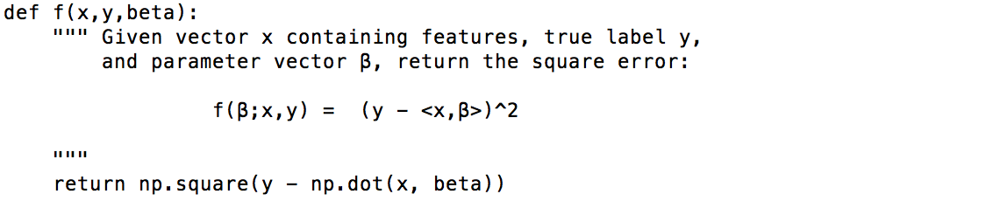 def f(x,y,beta):
""" Given vector x containing features, true label y,
and parameter vector β, return the square error:
f(β;x,y) = (y - <x,β>)^2
"""
return np.square(y - np.dot(x, beta))